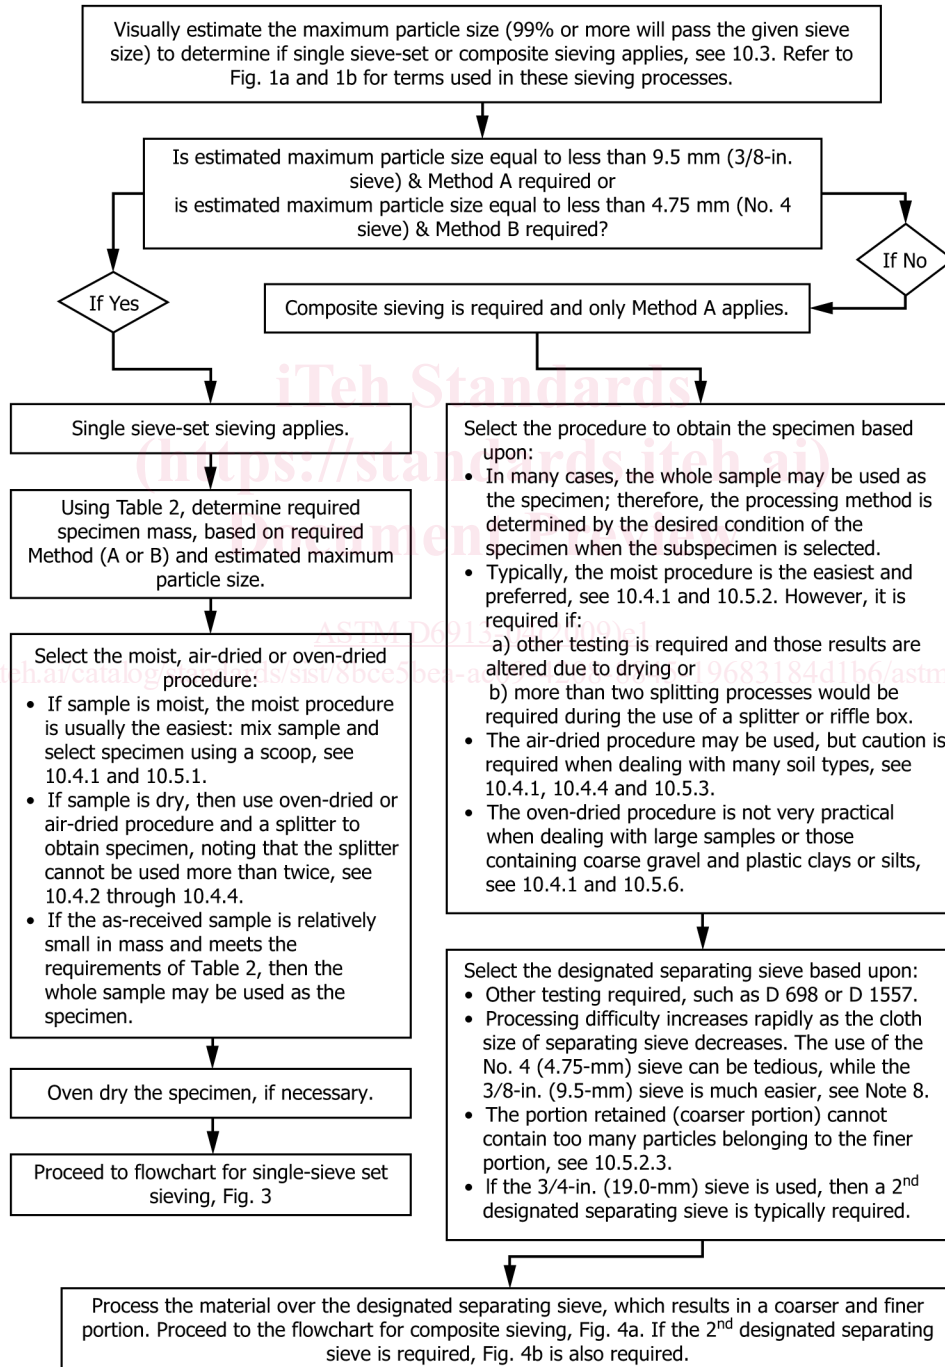 Visually estimate the maximum particle size (99% or more will pass the given sieve
size) to determine if single sieve-set or composite sieving applies, see 10.3. Refer to
Fig. 1a and 1b for terms used in these sieving processes.
Is estimated maximum particle size equal to less than 9.5 mm (3/8-in.
sieve) & Method A required or
is estimated maximum particle size equal to less than 4.75 mm (No. 4
sieve) & Method B required?
If Yes
If No
Composite sieving is required and only Method A applies.
iTeh Standards
(https://standards.iteh.ai)
Document Preview
Single sieve-set sieving applies.
Using Table 2, determine required
specimen mass, based on required
Method (A or B) and estimated maximum
particle size.
ASTM D6913-04(2009)e1
Select the moist, air-dried or oven-dried
procedure:
• If sample is moist, the moist procedure
is usually the easiest: mix sample and
select specimen using a scoop, see
10.4.1 and 10.5.1.
• If sample is dry, then use oven-dried or
air-dried procedure and a splitter to
obtain specimen, noting that the splitter
cannot be used more than twice, see
10.4.2 through 10.4.4.
• If the as-received sample is relatively
small in mass and meets the
requirements of Table 2, then the
whole sample may be used as the
specimen.
Oven dry the specimen, if necessary.
Proceed to flowchart for single-sieve set
sieving, Fig. 3
Select the procedure to obtain the specimen based
upon:
• In many cases, the whole sample may be used as
the specimen; therefore, the processing method is
determined by the desired condition of the
specimen when the subspecimen is selected.
• Typically, the moist procedure is the easiest and
preferred, see 10.4.1 and 10.5.2. However, it is
required if:
a) other testing is required and those results are
altered due to drying or
b) more than two splitting processes would be
required during the use of a splitter or riffle box.
• The air-dried procedure may be used, but caution is
required when dealing with many soil types, see
10.4.1, 10.4.4 and 10.5.3.
• The oven-dried procedure is not very practical
when dealing with large samples or those
containing coarse gravel and plastic clays or silts,
see 10.4.1 and 10.5.6.
Select the designated separating sieve based upon:
• Other testing required, such as D 698 or D 1557.
• Processing difficulty increases rapidly as the cloth
size of separating sieve decreases. The use of the
No. 4 (4.75-mm) sieve can be tedious, while the
3/8-in. (9.5-mm) sieve is much easier, see Note 8.
• The portion retained (coarser portion) cannot
contain too many particles belonging to the finer
portion, see 10.5.2.3.
• If the 3/4-in. (19.0-mm) sieve is used, then a 2nd
designated separating sieve is typically required.
Process the material over the designated separating sieve, which results in a coarser and finer
portion. Proceed to the flowchart for composite sieving, Fig. 4a. If the 2nd designated separating
sieve is required, Fig. 4b is also required.